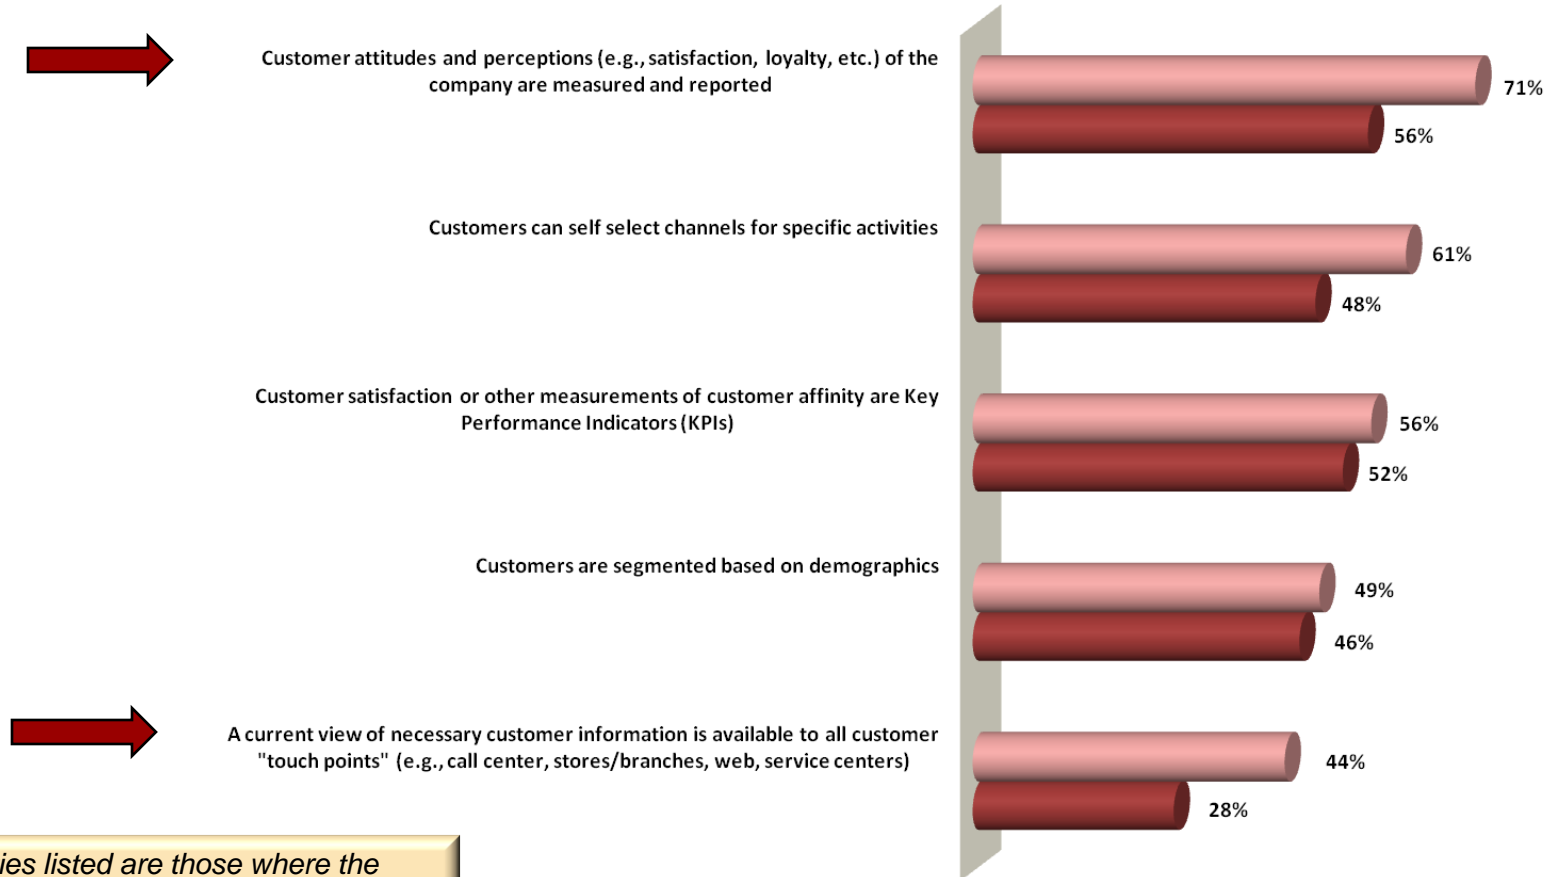 Customer attitudes and perceptions (e.g., satisfaction, loyalty, etc.) of the
company are measured and reported
71%
56%
Customers can self select channels for specific activities
61%
48%
Customer satisfaction or other measurements of customer affinity are Key
Performance Indicators (KPIs)
56%
52%
Customers are segmented based on demographics
49%
46%
A current view of necessary customer information is available to all customer
"touch points" (e.g., call center, stores/branches, web, service centers)
44%
28%
listed are those where the